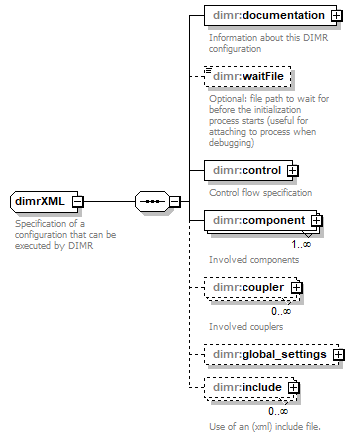 dimr:documentation
Information about this DIMR
configuration
dimr:waitFile
Optional: file path to wait for
before the initialization
process starts (useful for
attaching to process when
debugging)
dimr:control
Control flow specification
dimrXML
Specification of a
configuration that can be
executed by DIMR
dimr:component
1..∞
Involved components
dimr:coupler
0..∞
Involved couplers
dimr:global_settings
dimr:include
0..∞
Use of an (xml) include file.